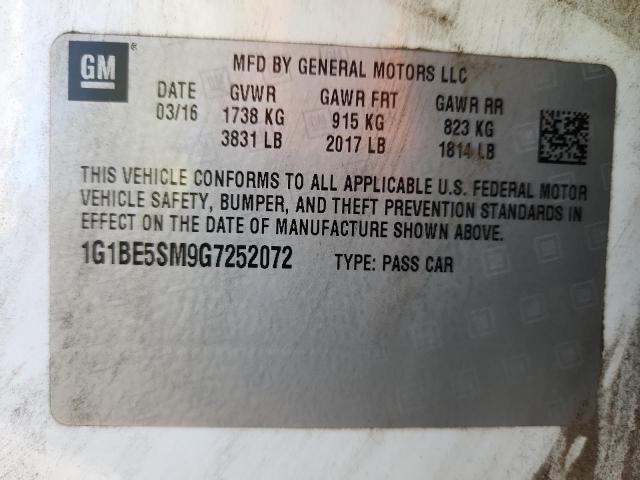 GM
MFD BY GENERAL MOTORS LLC
DATE GVWR GAWR FRT GAWR RR
03/16 1738 KG 915 KG 823 KG
3831 LB 2017 LB 1814 LB
THIS VEHICLE CONFORMS TO ALL APPLICABLE U.S. FEDERAL MOTOR
VEHICLE SAFETY, BUMPER, AND THEFT PREVENTION STANDARDS IN
EFFECT ON THE DATE OF MANUFACTURE SHOWN ABOVE.
1G1BE5SM9G7252072 TYPE: PASS CAR